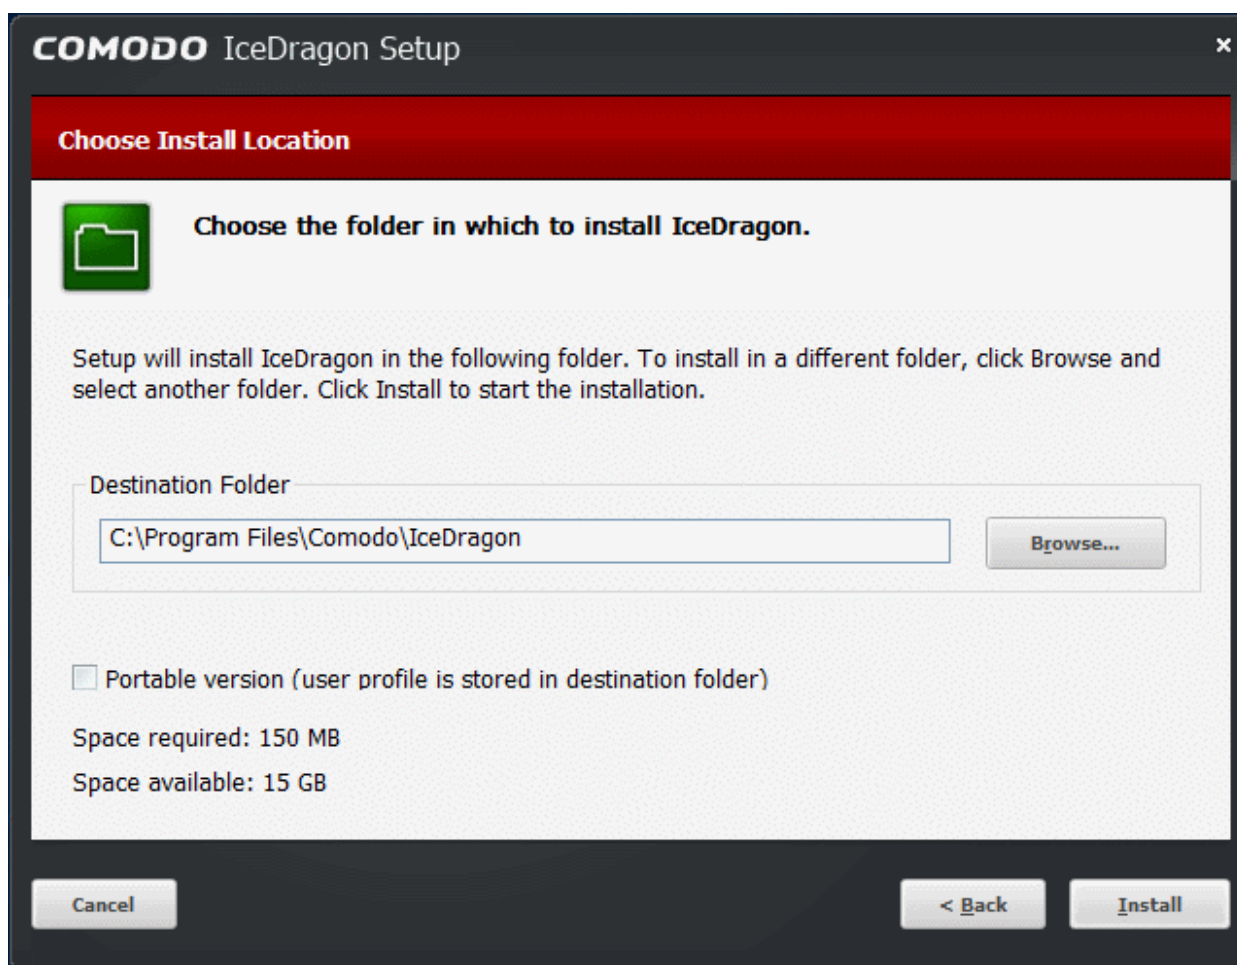 COMODO IceDragon Setup
Choose Install Location
Choose the folder in which to install IceDragon.
Setup will install IceDragon in the following folder. To install in a different folder, click Browse and
select another folder. Click Install to start the installation.
Destination Folder
C:\Program Files\Comodo\IceDragon
Browse...
Portable version (user profile is stored in destination folder)
Space required: 150 MB
Space available: 15 GB
Cancel
< Back
Install